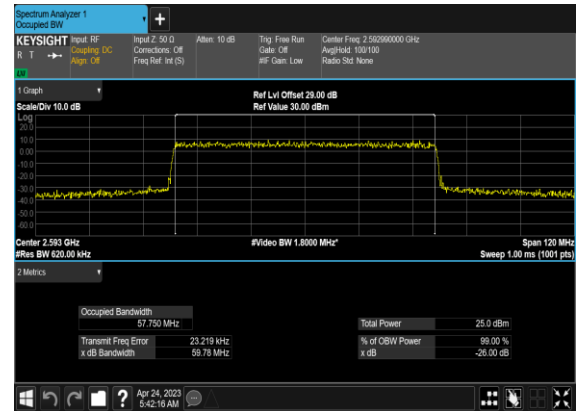 Spectrum Analyzer 1
Occupied BW
+
KEYSIGHT Input: RF Input Z: 50 Ω Atten: 10 dB Trig: Free Run Center Freq: 2.592990000 GHz
R T Coupling: DC Corrections: Off Gate: Off Avg|Hold: 100/100
Align: Off Freq Ref: Int (S) #IF Gain: Low Radio Std: None
1 Graph
Ref Lvl Offset 29.00 dB
Scale/Div 10.0 dB Ref Value 30.00 dBm
Log
20.0
10.0
0.00
-10.0
-20.0
-30.0
-40.0
-50.0
-60.0
Center 2.593 GHz #Video BW 1.8000 MHz* Span 120 MHz
#Res BW 620.00 kHz Sweep 1.00 ms (1001 pts)
2 Metrics
Occupied Bandwidth
57.750 MHz Total Power 25.0 dBm
Transmit Freq Error 23.219 kHz % of OBW Power 99.00 %
x dB Bandwidth 59.78 MHz x dB -26.00 dB
? Apr 24, 2023
5:42:16 AM